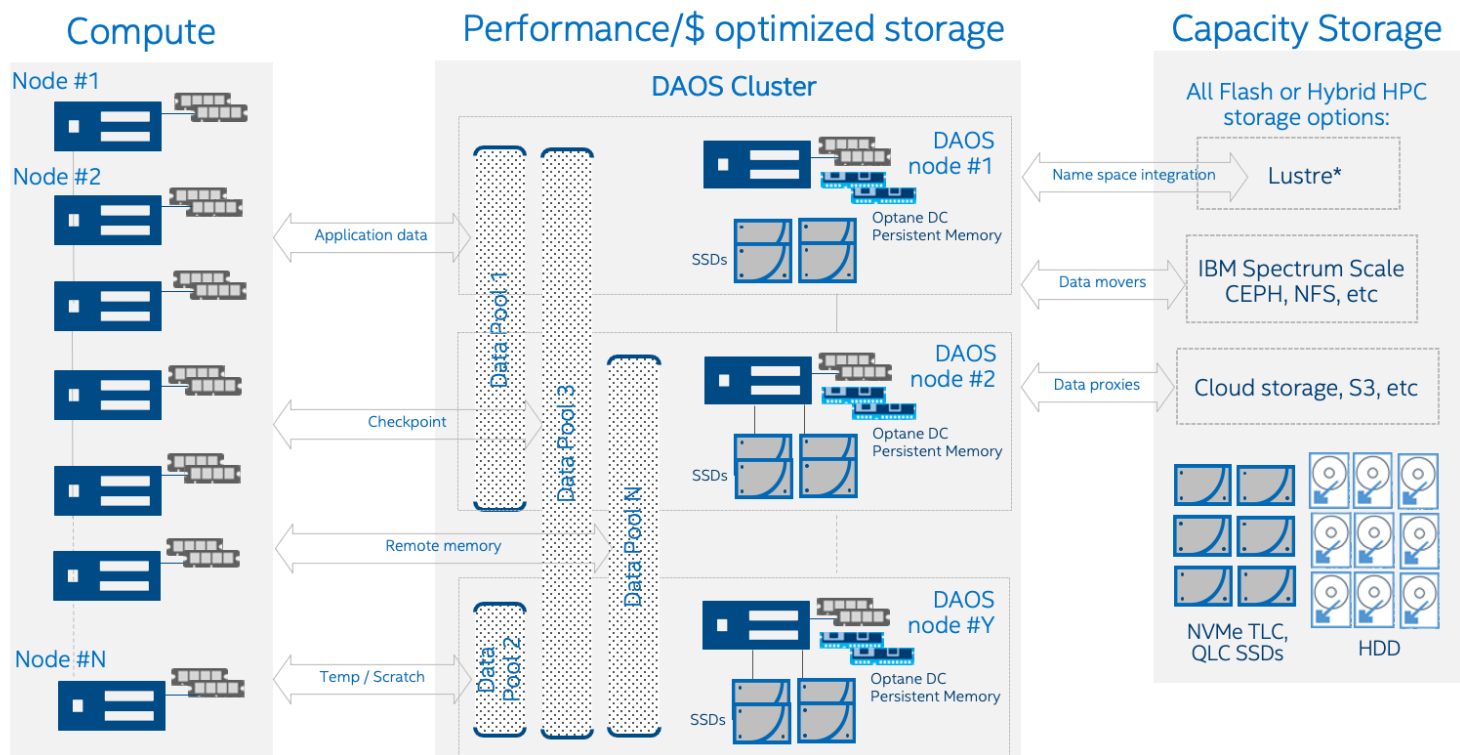 Compute
Node #1
Node #2
Node #N
Application data
Checkpoint
Remote memory
Temp / Scratch
Performance/$ optimized storage
DAOS Cluster
Data Pool 1
Data Pool 3
Data Pool N
Data
Pool 2
DAOS
node #1
Optane DC
Persistent Memory
SSDs
DAOS
node #2
Optane DC
Persistent Memory
SSDs
DAOS
node #Y
Optane DC
Persistent Memory
SSDs
Name space integration
Data movers
Data proxies
Capacity Storage
All Flash or Hybrid HPC
storage options:
Lustre*
IBM Spectrum Scale
CEPH, NFS, etc
Cloud storage, S3, etc
NVMe TLC,
QLC SSDs
HDD